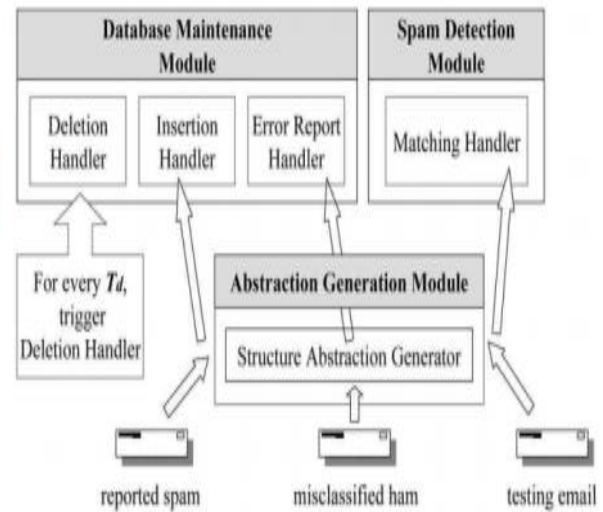 Database Maintenance
Module
Spam Detection
Module
Deletion
Handler
Insertion
Handler
Error Report
Handler
Matching Handler
For every Td,
trigger
Deletion Handler
Abstraction Generation Module
Structure Abstraction Generator
reported spam
misclassified ham
testing email